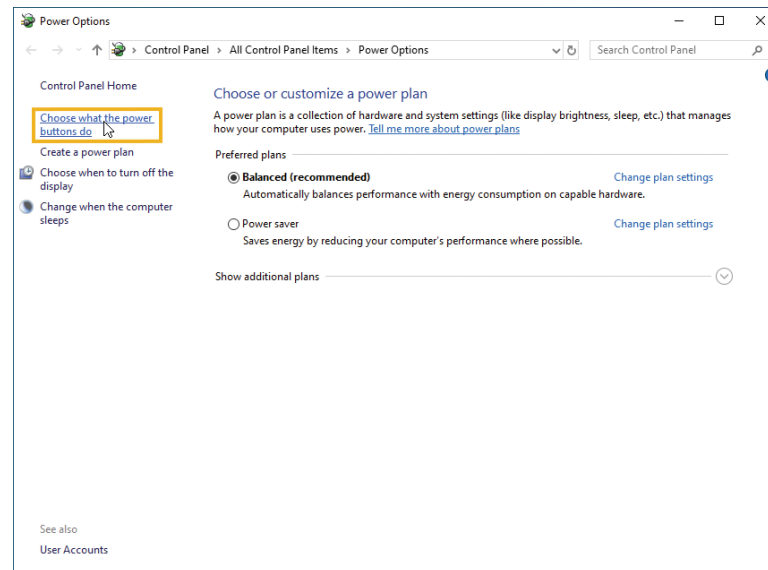 Power Options
Control Panel › All Control Panel Items › Power Options
Search Control Panel
Control Panel Home
Choose what the power
buttons do
Create a power plan
Choose when to turn off the
display
Change when the computer
sleeps
Choose or customize a power plan
A power plan is a collection of hardware and system settings (like display brightness, sleep, etc.) that manages
how your computer uses power. Tell me more about power plans
Preferred plans
Balanced (recommended)
Change plan settings
Automatically balances performance with energy consumption on capable hardware.
Power saver
Change plan settings
Saves energy by reducing your computer's performance where possible.
Show additional plans
See also
User Accounts